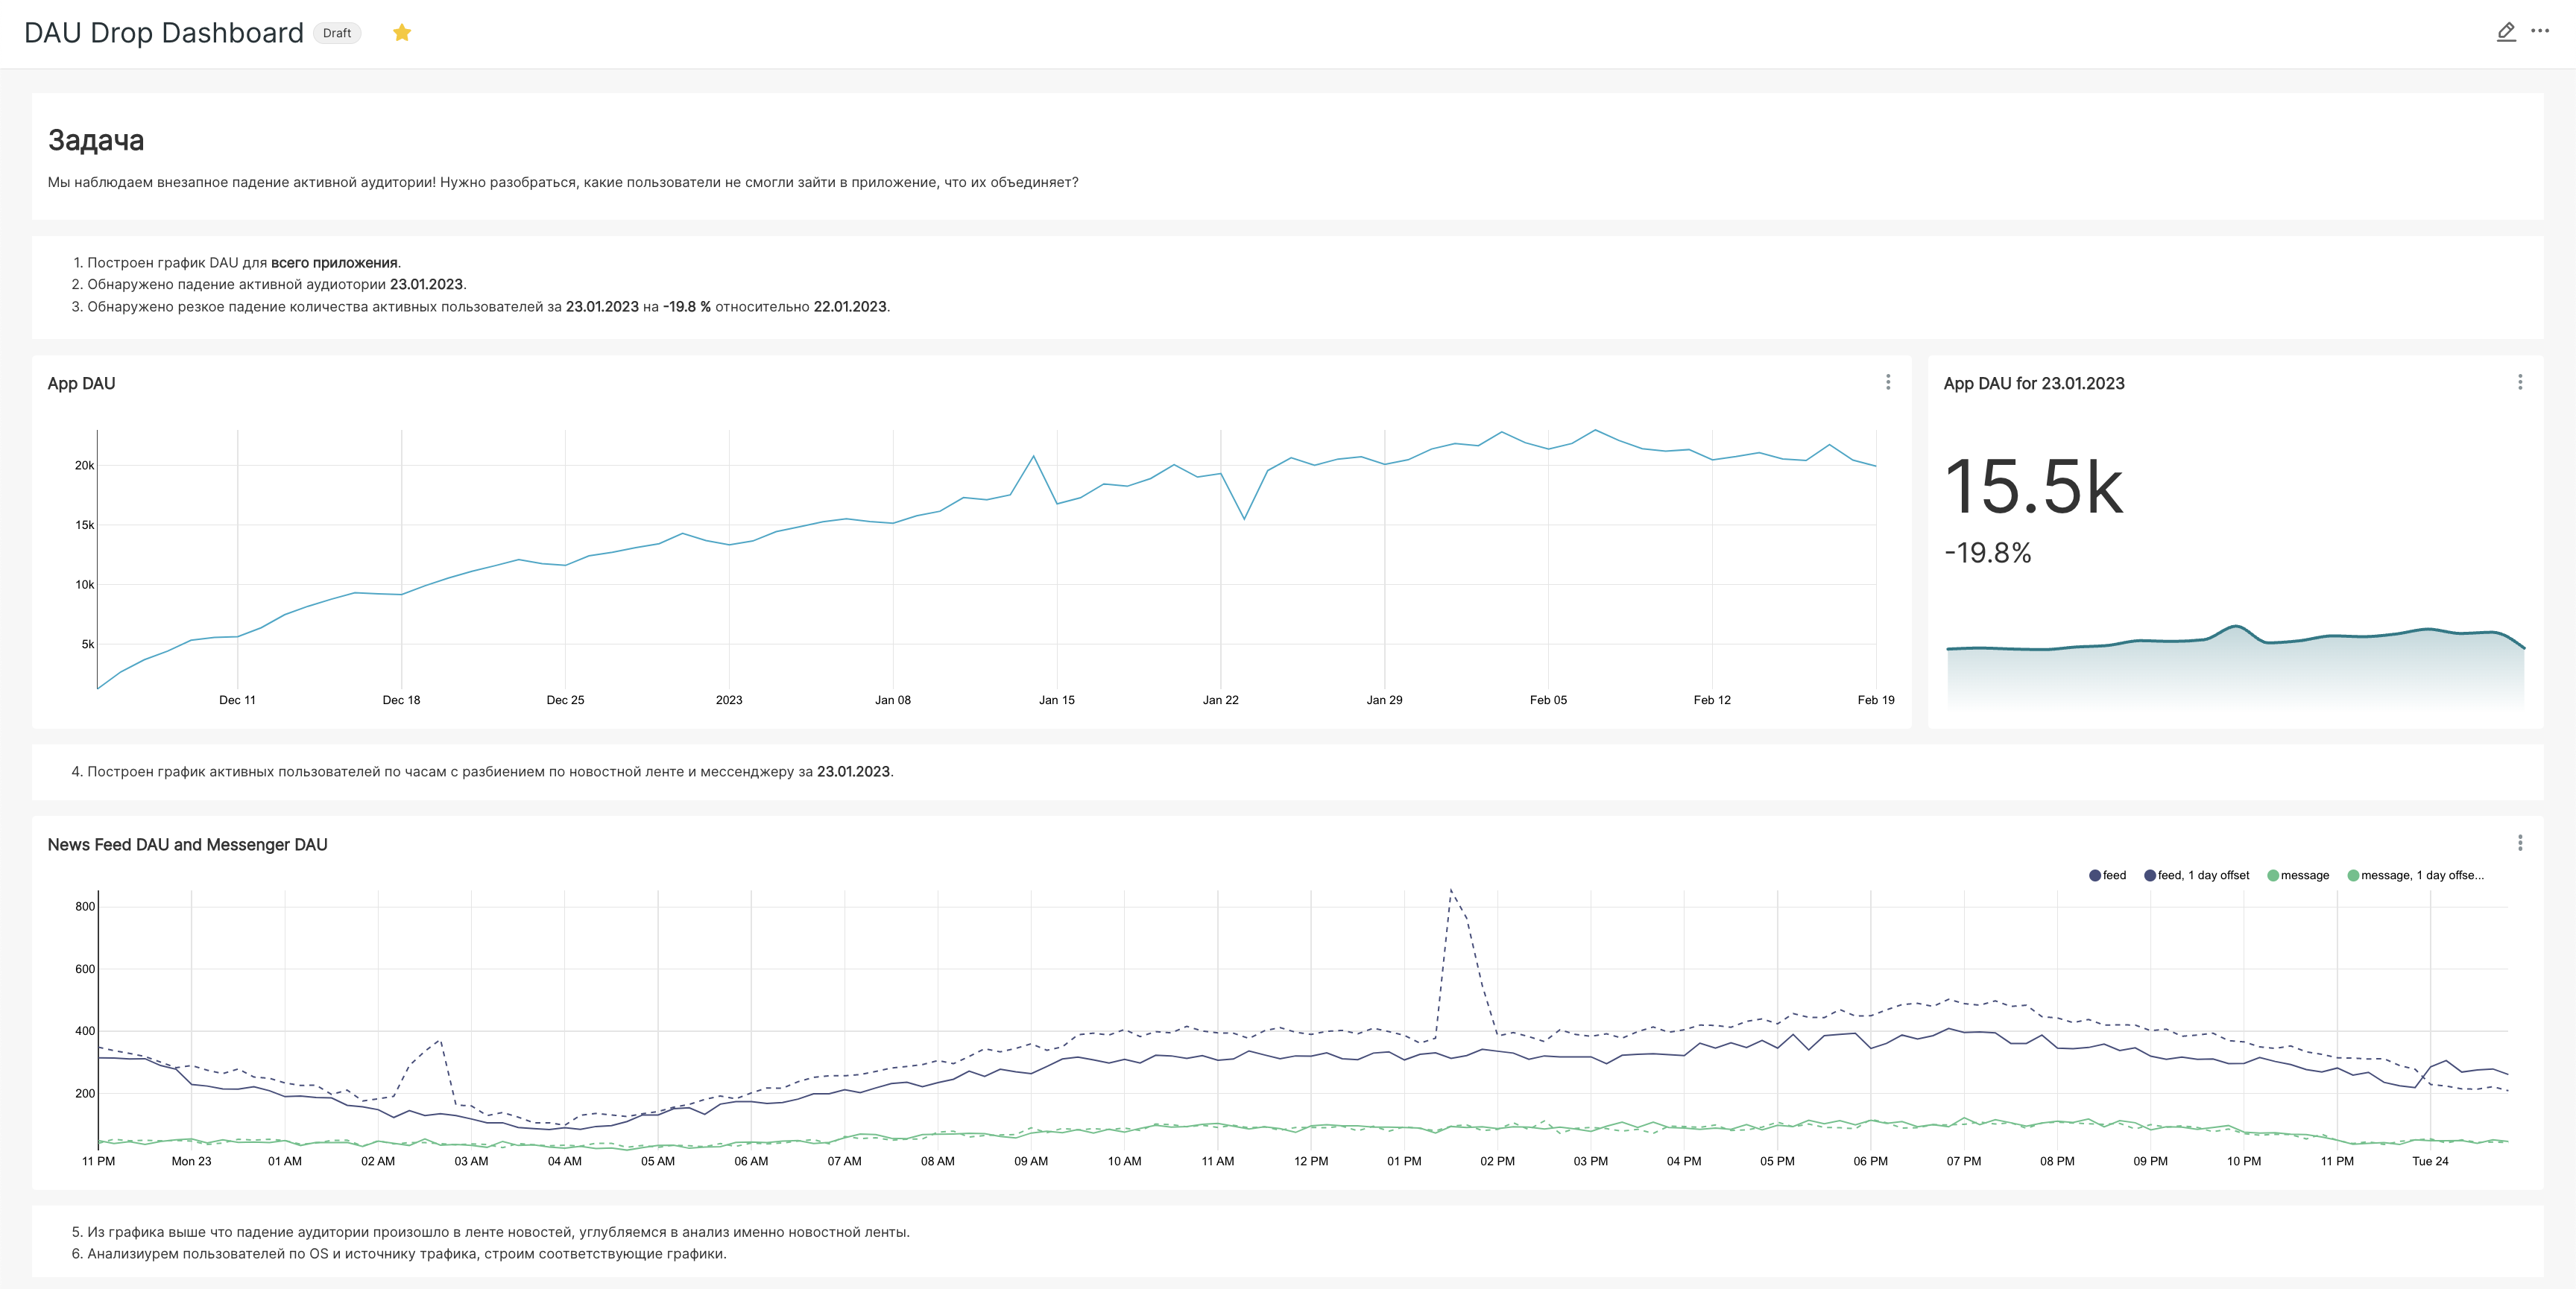 DAU Drop Dashboard Draft
Задача
Мы наблюдаем внезапное падение активной аудитории! Нужно разобраться, какие пользователи не смогли зайти в приложение, что их объединяет?
1. Построен график DAU для всего приложения.
2. Обнаружено падение активной аудиотории 23.01.2023.
3. Обнаружено резкое падение количества активных пользователей за 23.01.2023 на -19.8 % относительно 22.01.2023.
App DAU
20k
15k
10k
5k
Dec 11 Dec 18 Dec 25 2023 Jan 08 Jan 15 Jan 22 Jan 29 Feb 05 Feb 12 Feb 19
App DAU for 23.01.2023
15.5k
-19.8%
4. Построен график активных пользователей по часам с разбиением по новостной ленте и мессенджеру за 23.01.2023.
News Feed DAU and Messenger DAU
feed feed, 1 day offset message message, 1 day offse...
800
600
400
200
11 PM Mon 23 01 AM 02 AM 03 AM 04 AM 05 AM 06 AM 07 AM 08 AM 09 AM 10 AM 11 AM 12 PM 01 PM 02 PM 03 PM 04 PM 05 PM 06 PM 07 PM 08 PM 09 PM 10 PM 11 PM Tue 24
5. Из графика выше что падение аудитории произошло в ленте новостей, углубляемся в анализ именно новостной ленты.
6. Анализиурем пользователей по OS и источнику трафика, строим соответствующие графики.